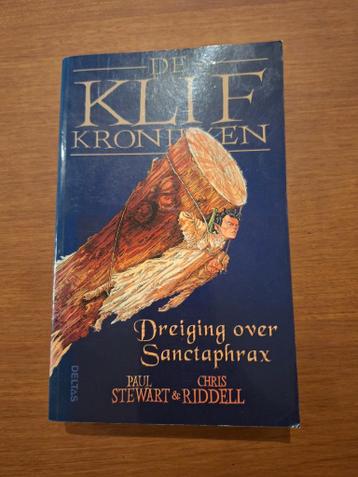 DE
KLIF
KRONIEKEN
Dreiging over
Sanctaphrax
PAUL CHRIS
STEWART & RIDDELL
DELTAS